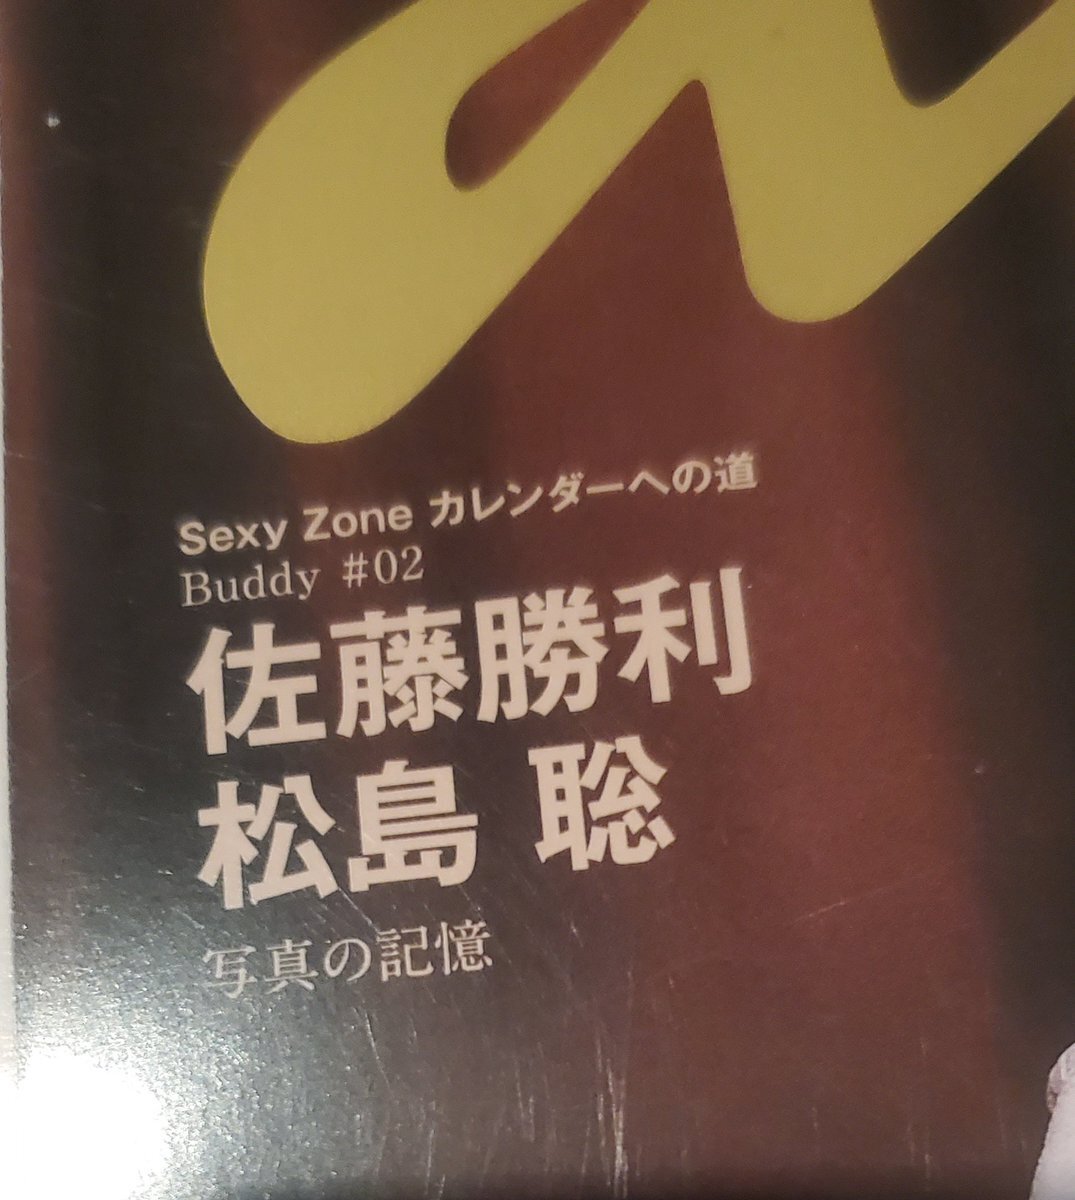 Sexy Zone カレンダーへの道
Buddy #02
佐藤勝利
松島 聡
写真の記憶